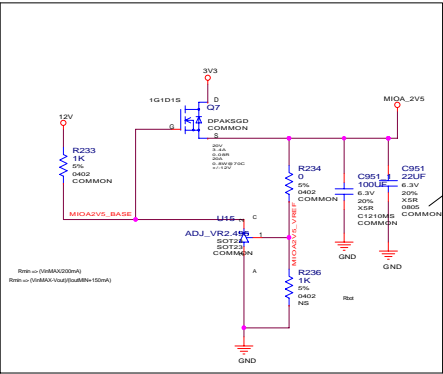 3V3
1G1D1S
Q7
D
G
S
DPAKSGD
COMMON
20V
3.4A
0.08R
20A
0.8W@70C
+/-12V
MIOA_2V5
12V
R233
1K
5%
0402
COMMON
R234
0
5%
0402
COMMON
C951
100UF
6.3V
20%
X5R
C1210MS
COMMON
C951
22UF
6.3V
20%
X5R
0805
COMMON
MIOA2V5_BASE
MIOA2V5_VREF
U15
C
ADJ_VR2.495
SOT23
SOT23
COMMON
1
A
R236
1K
5%
0402
NS
Rbot
GND
GND
GND
Rmin => (VinMAX/200mA)
Rmin => (VinMAX-Vout)/(IoutMIN+150mA)